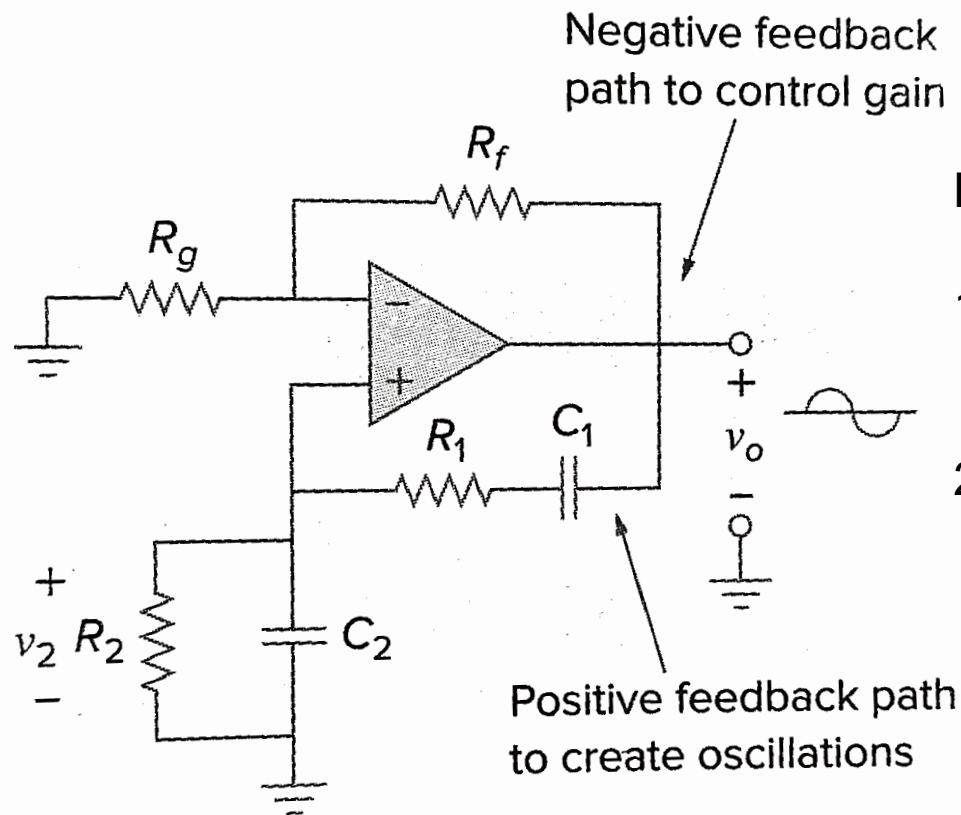 Negative feedback
path to control gain
R_f
R_g
−
+
R_1
C_1
+
v_o
−
+
v_2
−
R_2
C_2
Positive feedback path
to create oscillations